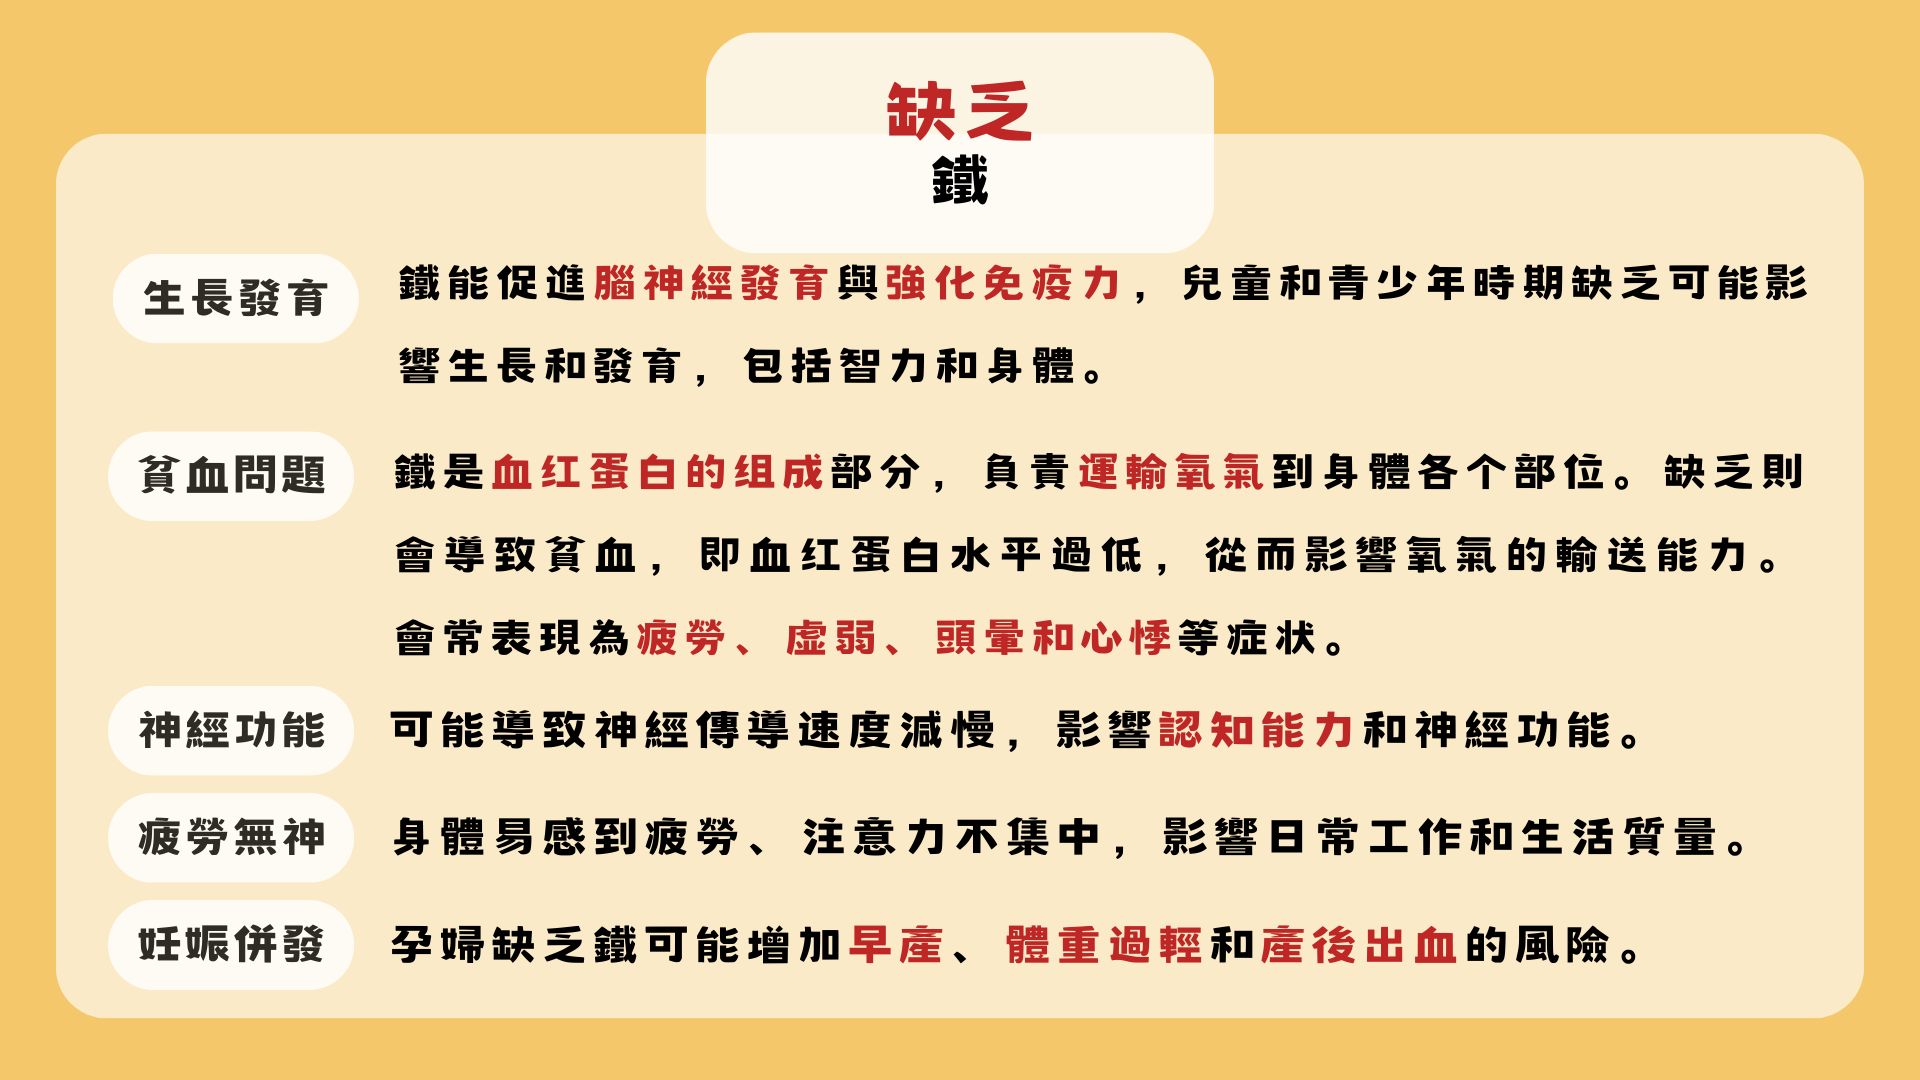 缺乏
鐵
生長發育
鐵能促進腦神經發育與強化免疫力，兒童和青少年時期缺乏可能影
響生長和發育，包括智力和身體。
貧血問題
鐵是血红蛋白的组成部分，負責運輸氧氣到身體各个部位。缺乏則
會導致貧血，即血红蛋白水平過低，從而影響氧氣的輸送能力。
會常表現為疲勞、虚弱、頭暈和心悸等症状。
神經功能
可能導致神經傳導速度減慢，影響認知能力和神經功能。
疲勞無神
身體易感到疲勞、注意力不集中，影響日常工作和生活質量。
妊娠併發
孕婦缺乏鐵可能增加早產、體重過輕和產後出血的風險。